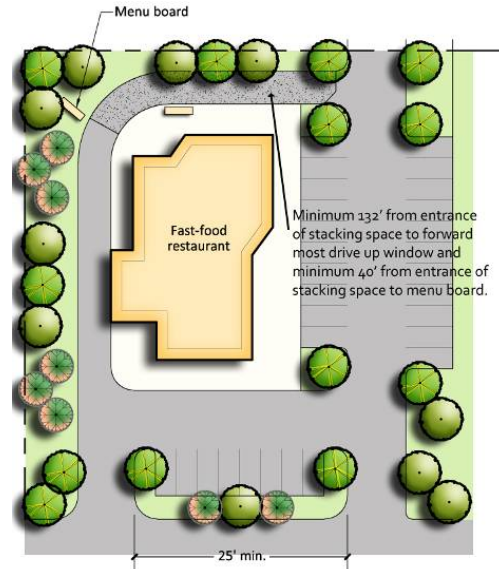 Menu board
Fast-food
restaurant
Minimum 132' from entrance
of stacking space to forward
most drive up window and
minimum 40' from entrance of
stacking space to menu board.
25' min.